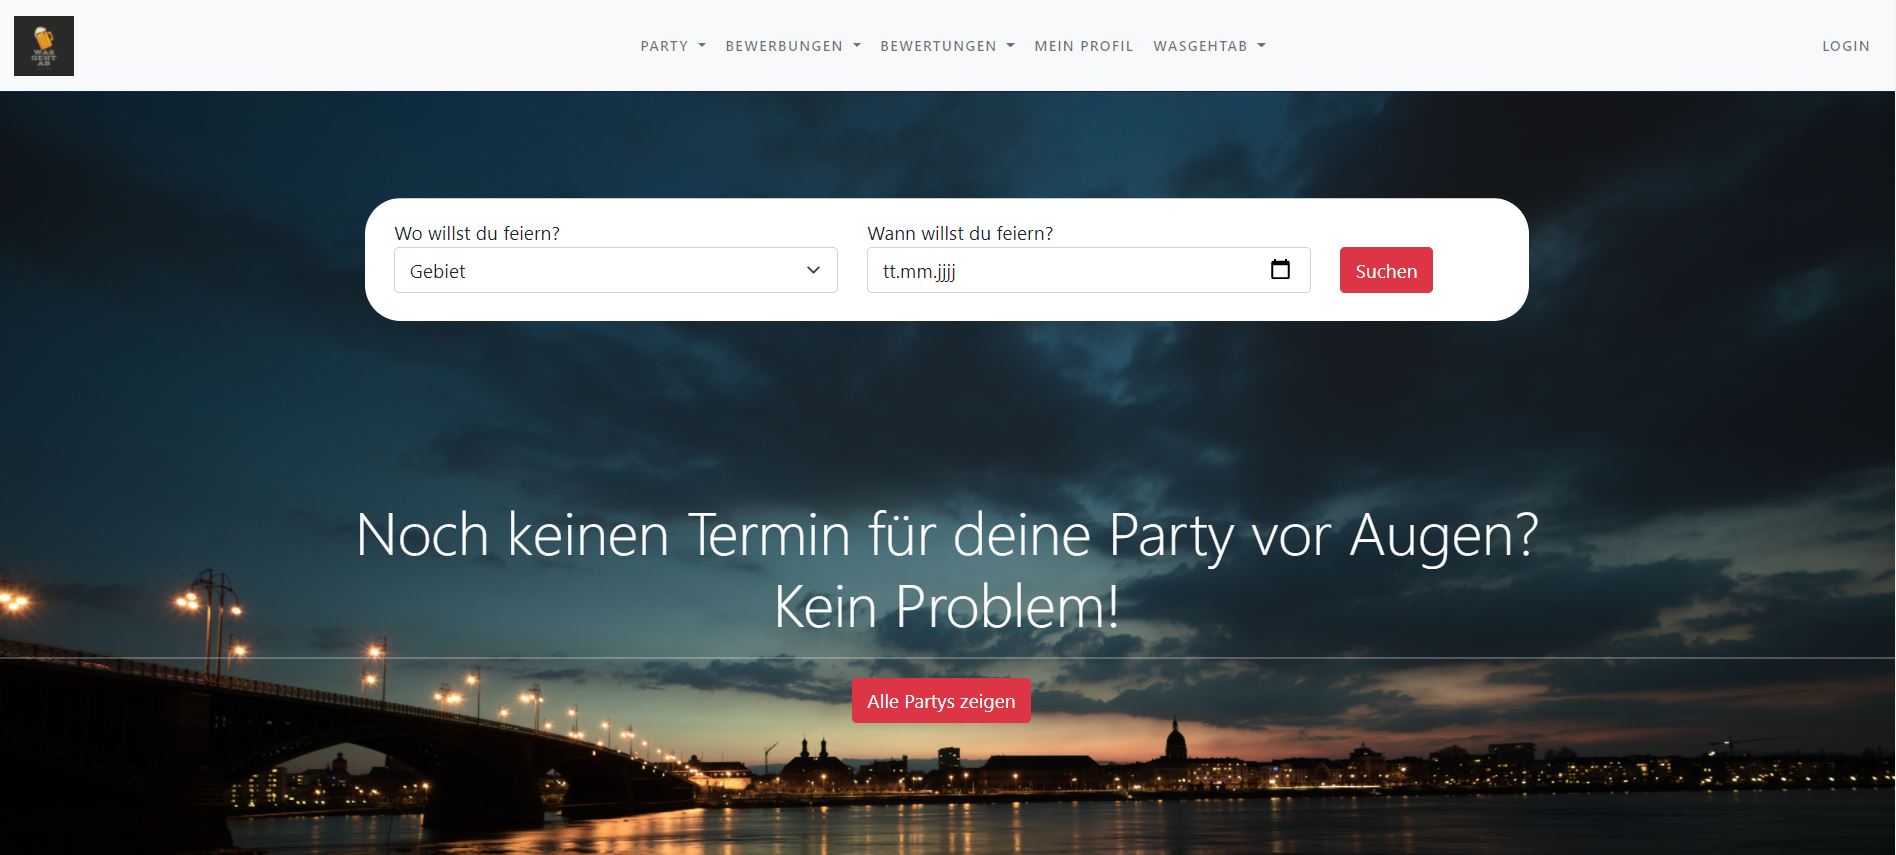 WAS
GEHT
AB
PARTY BEWERBUNGEN BEWERTUNGEN MEIN PROFIL WASGEHTAB LOGIN
Wo willst du feiern? Wann willst du feiern?
Gebiet tt.mm.jjjj Suchen
Noch keinen Termin für deine Party vor Augen?
Kein Problem!
Alle Partys zeigen